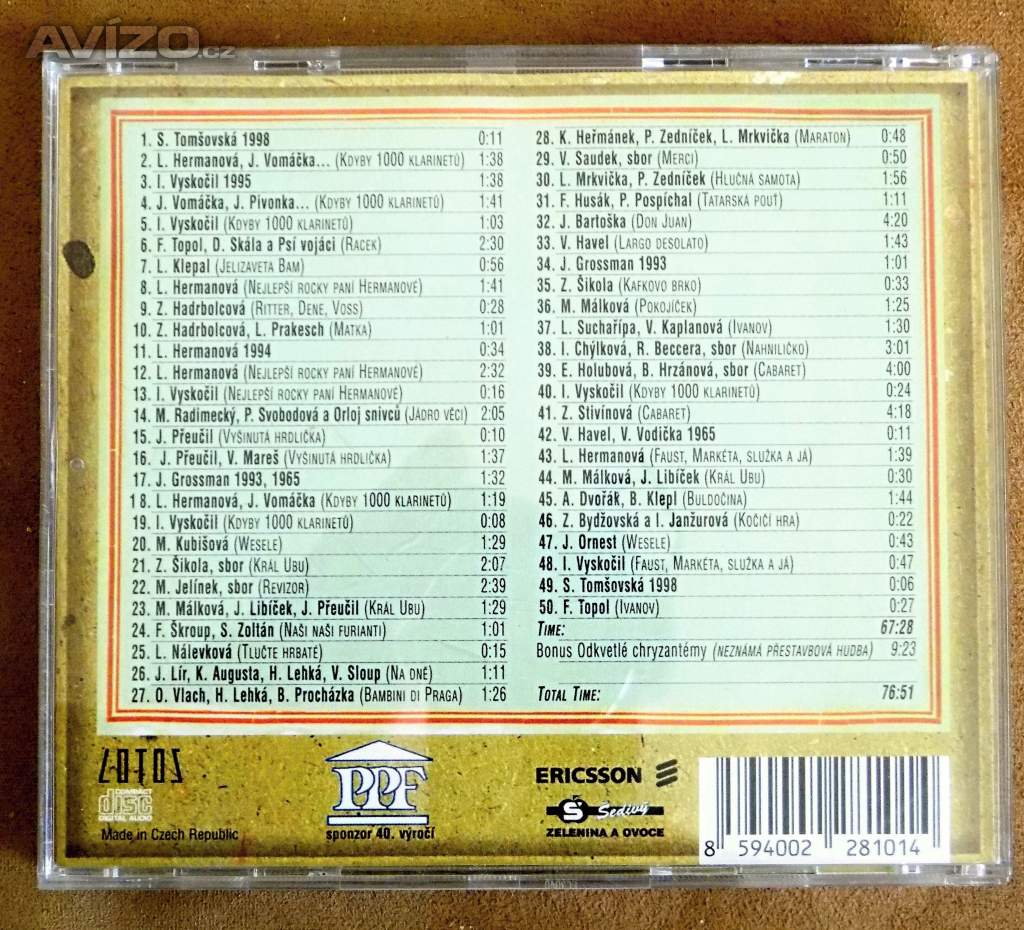 AVÍZO.cz
1. S. Tomšovská 1998 0:11
2. L. Hermanová, J. Vomáčka... (KDYBY 1000 KLARINETŮ) 1:38
3. I. Vyskočil 1995 1:38
4. J. Vomáčka, J. Pivonka... (KDYBY 1000 KLARINETŮ) 1:41
5. I. Vyskočil (KDYBY 1000 KLARINETŮ) 1:03
6. F. Topol, D. Skála a Psí vojáci (RACEK) 2:30
7. L. Klepal (JELIZAVETA BAM) 0:56
8. L. Hermanová (NEJLEPŠÍ ROCKY PANÍ HERMANOVÉ) 1:41
9. Z. Hadrbolcová (RITTER, DENE, VOSS) 0:28
10. Z. Hadrbolcová, L. Prakesch (MATKA) 1:01
11. L. Hermanová 1994 0:34
12. L. Hermanová (NEJLEPŠÍ ROCKY PANÍ HERMANOVÉ) 2:32
13. I. Vyskočil (NEJLEPŠÍ ROCKY PANÍ HERMANOVÉ) 0:16
14. M. Radimecký, P. Svobodová a Orloj snivců (JÁDRO VĚCI) 2:05
15. J. Přeučil (VYŠINUTÁ HRDLIČKA) 0:10
16. J. Přeučil, V. Mareš (VYŠINUTÁ HRDLIČKA) 1:37
17. J. Grossman 1993, 1965 1:32
18. L. Hermanová, J. Vomáčka (KDYBY 1000 KLARINETŮ) 1:19
19. I. Vyskočil (KDYBY 1000 KLARINETŮ) 0:08
20. M. Kubišová (WESELE) 1:29
21. Z. Šikola, sbor (KRÁL UBU) 2:07
22. M. Jelínek, sbor (REVIZOR) 2:39
23. M. Málková, J. Libíček, J. Přeučil (KRÁL UBU) 1:29
24. F. Škroup, S. Zoltán (NAŠI NAŠI FURIANTI) 1:01
25. L. Nálevková (TLUČTE HRBATÉ) 0:15
26. J. Lír, K. Augusta, H. Lehká, V. Sloup (NA DNĚ) 1:11
27. O. Vlach, H. Lehká, B. Procházka (BAMBINI DI PRAGA) 1:26
28. K. Heřmánek, P. Zedníček, L. Mrkvička (MARATON) 0:48
29. V. Saudek, sbor (MERCI) 0:50
30. L. Mrkvička, P. Zedníček (HLUČNÁ SAMOTA) 1:56
31. F. Husák, P. Pospíchal (TATARSKÁ POUŤ) 1:11
32. J. Bartoška (DON JUAN) 4:20
33. V. Havel (LARGO DESOLATO) 1:43
34. J. Grossman 1993 1:01
35. Z. Šikola (KAFKOVO BRKO) 0:33
36. M. Málková (POKOJÍČEK) 1:25
37. L. Suchařípa, V. Kaplanová (IVANOV) 1:30
38. I. Chýlková, R. Beccera, sbor (NAHNILIČKO) 3:01
39. E. Holubová, B. Hrzánová, sbor (CABARET) 4:00
40. I. Vyskočil (KDYBY 1000 KLARINETŮ) 0:24
41. Z. Stivínová (CABARET) 4:18
42. V. Havel, V. Vodička 1965 0:11
43. L. Hermanová (FAUST, MARKÉTA, SLUŽKA A JÁ) 1:39
44. M. Málková, J. Libíček (KRÁL UBU) 0:30
45. A. Dvořák, B. Klepl (BULDOČINA) 1:44
46. Z. Bydžovská a I. Janžurová (KOČIČÍ HRA) 0:22
47. J. Ornest (WESELE) 0:43
48. I. Vyskočil (FAUST, MARKÉTA, SLUŽKA A JÁ) 0:47
49. S. Tomšovská 1998 0:06
50. F. Topol (IVANOV) 0:27
TIME: 67:28
Bonus Odkvetlé chryzantémy (NEZNÁMÁ PŘESTAVBOVÁ HUDBA) 9:23
TOTAL TIME: 76:51
LOTOS
COMPACT
disc
DIGITAL AUDIO
Made in Czech Republic
PPF
sponzor 40. výročí
ERICSSON
Š Šedivý
ZELENINA A OVOCE
8 594002 281014